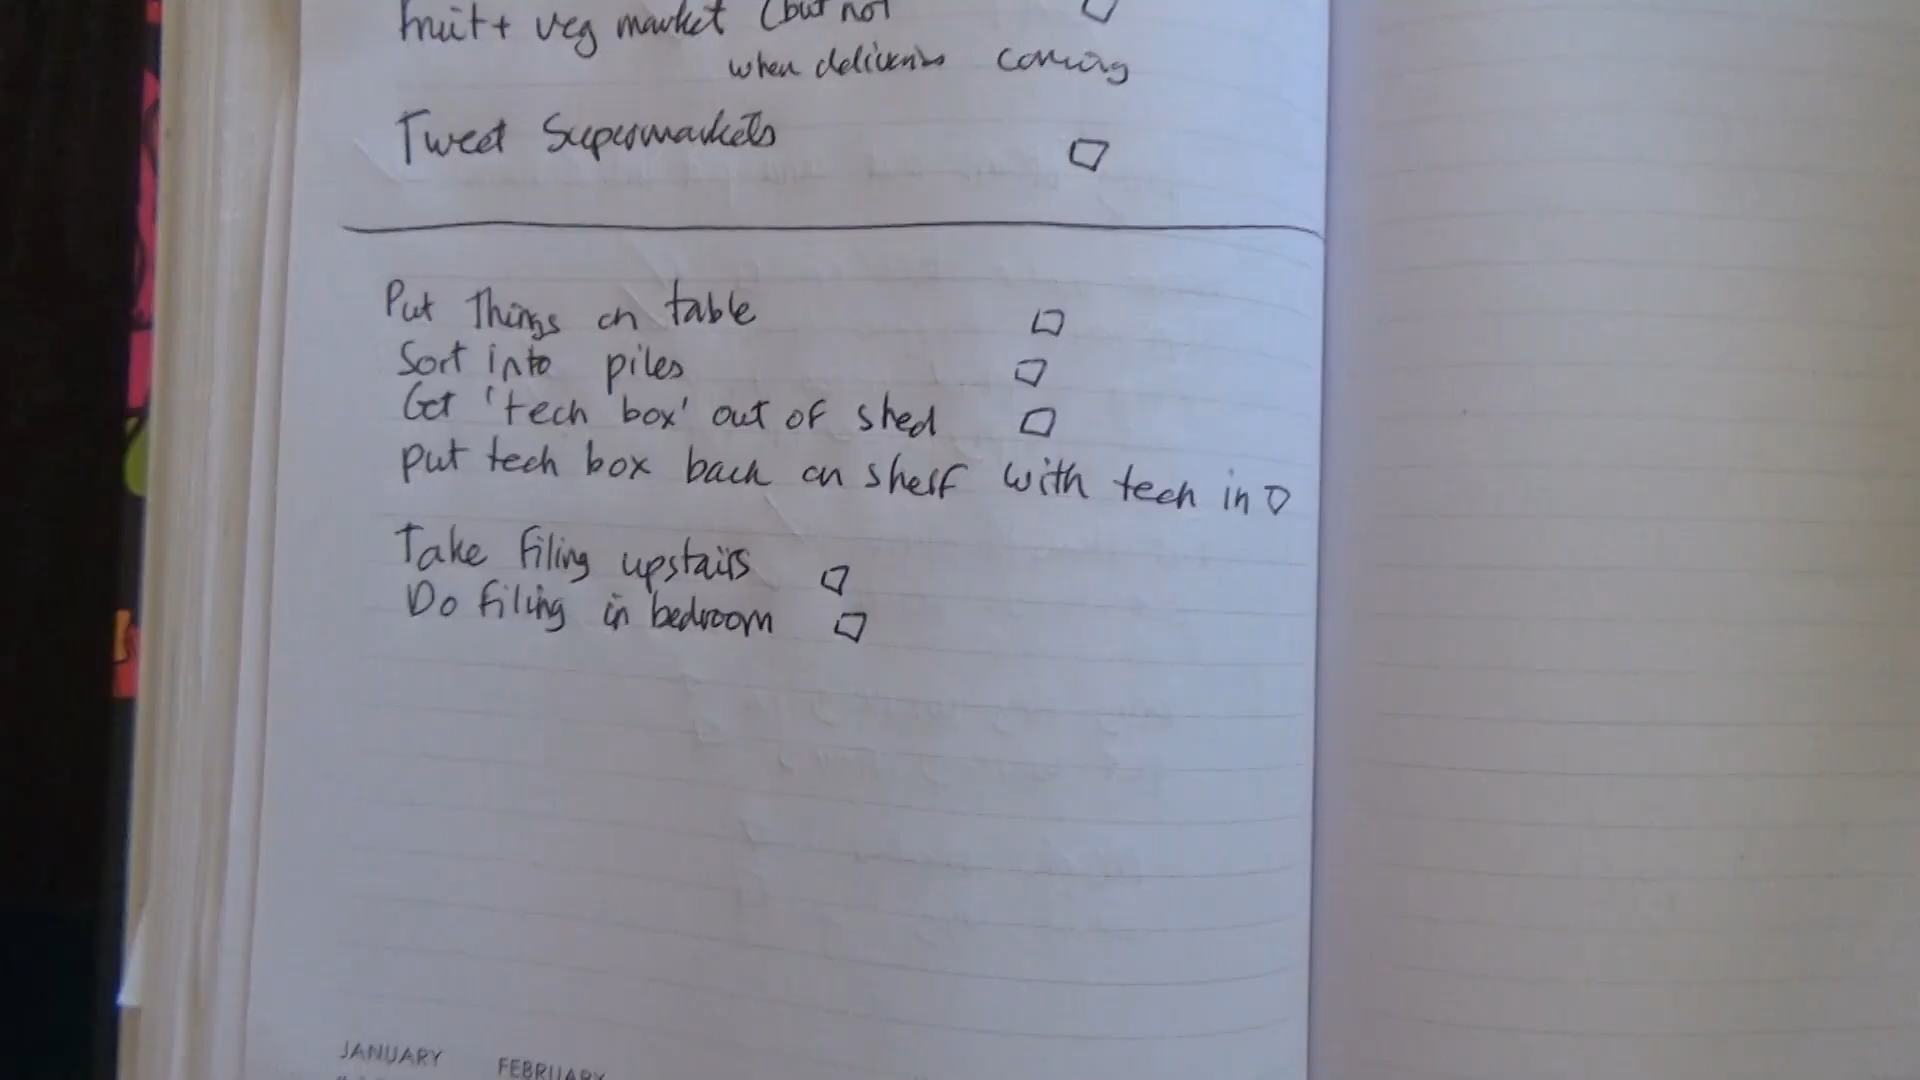 fruit + veg market (but not
when deliveries coming
Tweet Supermarkets
Put Things on table
Sort into piles
Get 'tech box' out of shed
put tech box back on shelf with tech in
Take filing upstairs
Do filing in bedroom
JANUARY FEBRUARY